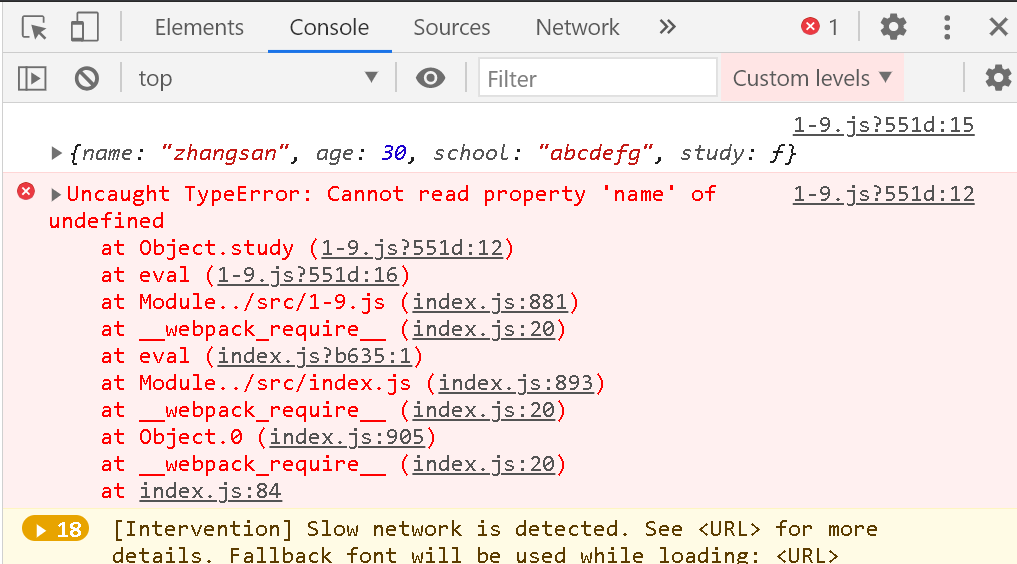 Elements Console Sources Network 1
top Filter Custom levels
1-9.js?551d:15
{name: "zhangsan", age: 30, school: "abcdefg", study: ƒ}
Uncaught TypeError: Cannot read property 'name' of 1-9.js?551d:12
undefined
at Object.study (1-9.js?551d:12)
at eval (1-9.js?551d:16)
at Module../src/1-9.js (index.js:881)
at __webpack_require__ (index.js:20)
at eval (index.js?b635:1)
at Module../src/index.js (index.js:893)
at __webpack_require__ (index.js:20)
at Object.0 (index.js:905)
at __webpack_require__ (index.js:20)
at index.js:84
18 [Intervention] Slow network is detected. See <URL> for more
details. Fallback font will be used while loading: <URL>